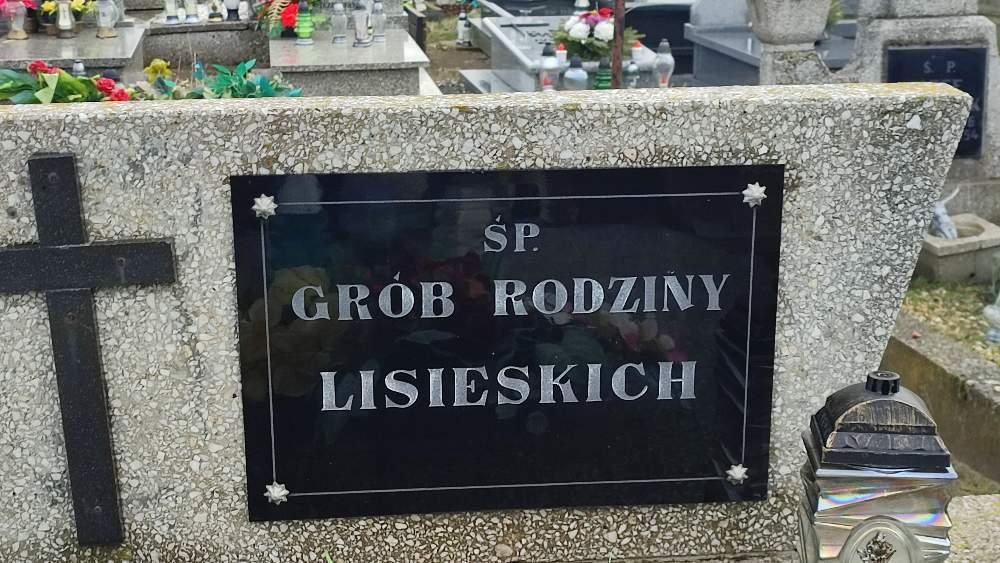 ŚP.
GRÓB RODZINY
LISIESKICH
Ś. P.